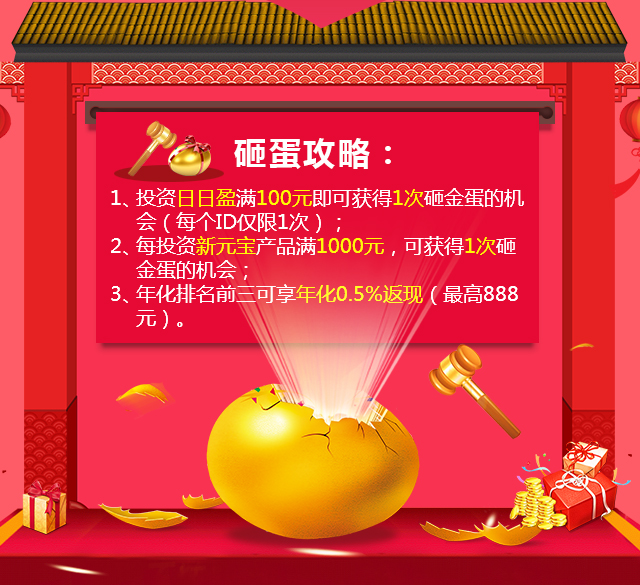 砸蛋攻略：
1、投资日日盈满100元即可获得1次砸金蛋的机
会（每个ID仅限1次）；
2、每投资新元宝产品满1000元，可获得1次砸
金蛋的机会；
3、年化排名前三可享年化0.5%返现（最高888
元）。